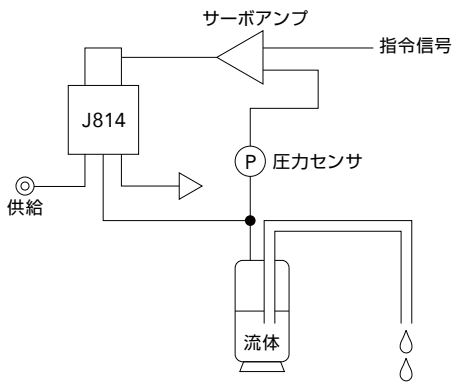 サーボアンプ
指令信号
J814
P
圧力センサ
供給
流体